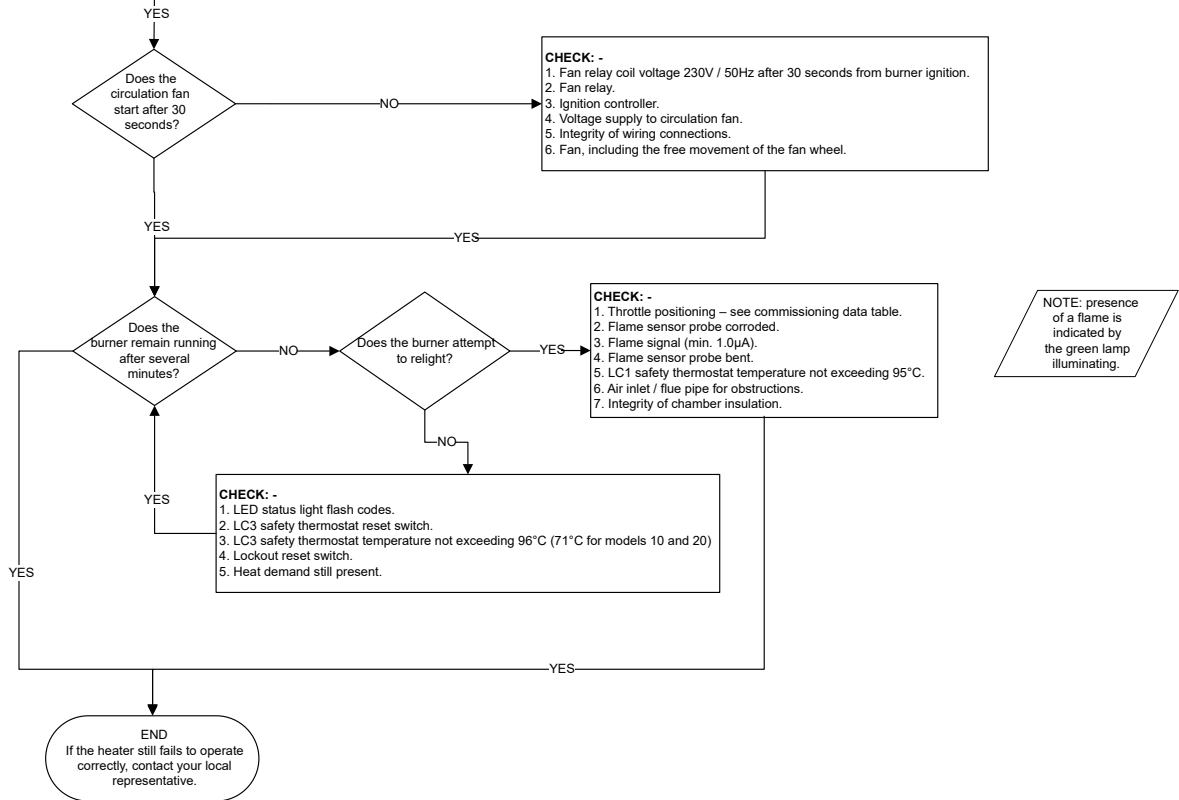 YES
Does the
circulation fan
start after 30
seconds?
NO
CHECK: -
1. Fan relay coil voltage 230V / 50Hz after 30 seconds from burner ignition.
2. Fan relay.
3. Ignition controller.
4. Voltage supply to circulation fan.
5. Integrity of wiring connections.
6. Fan, including the free movement of the fan wheel.
YES
YES
Does the
burner remain running
after several
minutes?
NO
Does the burner attempt
to relight?
YES
CHECK: -
1. Throttle positioning – see commissioning data table.
2. Flame sensor probe corroded.
3. Flame signal (min. 1.0µA).
4. Flame sensor probe bent.
5. LC1 safety thermostat temperature not exceeding 95°C.
6. Air inlet / flue pipe for obstructions.
7. Integrity of chamber insulation.
NOTE: presence
of a flame is
indicated by
the green lamp
illuminating.
NO
YES
CHECK: -
1. LED status light flash codes.
2. LC3 safety thermostat reset switch.
3. LC3 safety thermostat temperature not exceeding 96°C (71°C for models 10 and 20)
4. Lockout reset switch.
5. Heat demand still present.
YES
YES
END
If the heater still fails to operate
correctly, contact your local
representative.